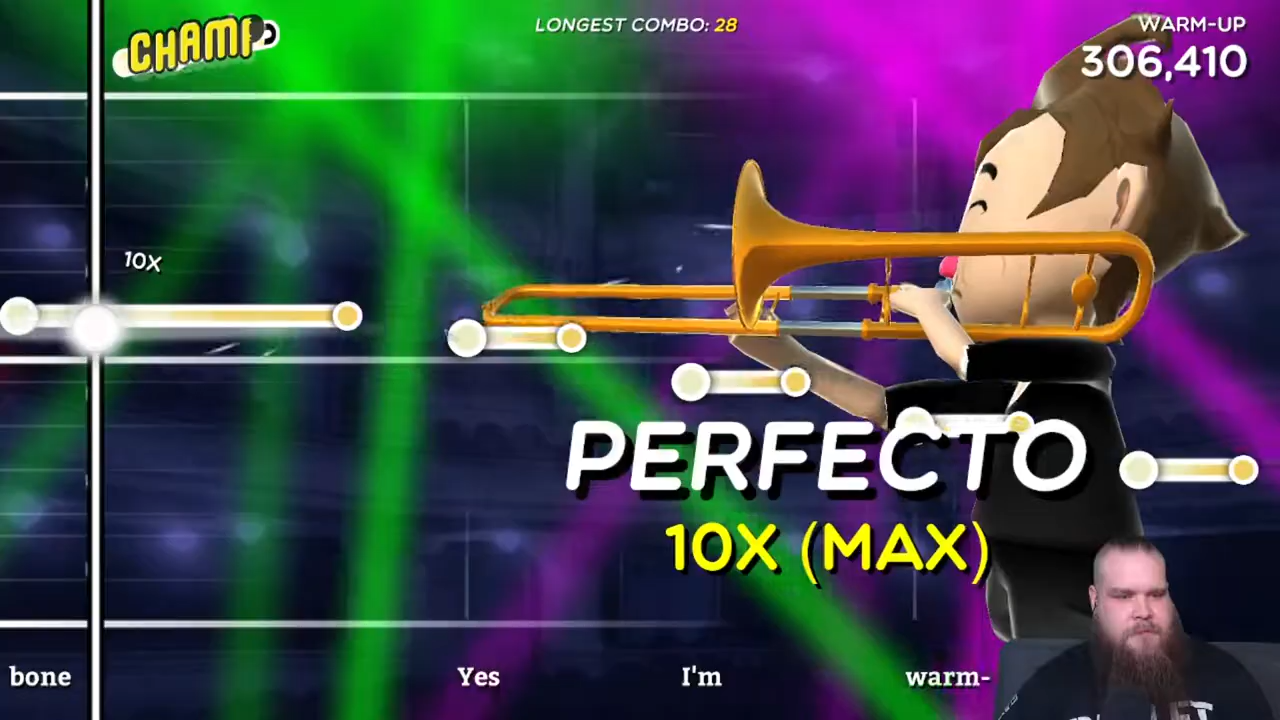 CHAMP
LONGEST COMBO: 28
WARM-UP
306,410
10X
PERFECTO
10X (MAX)
bone Yes I'm warm-